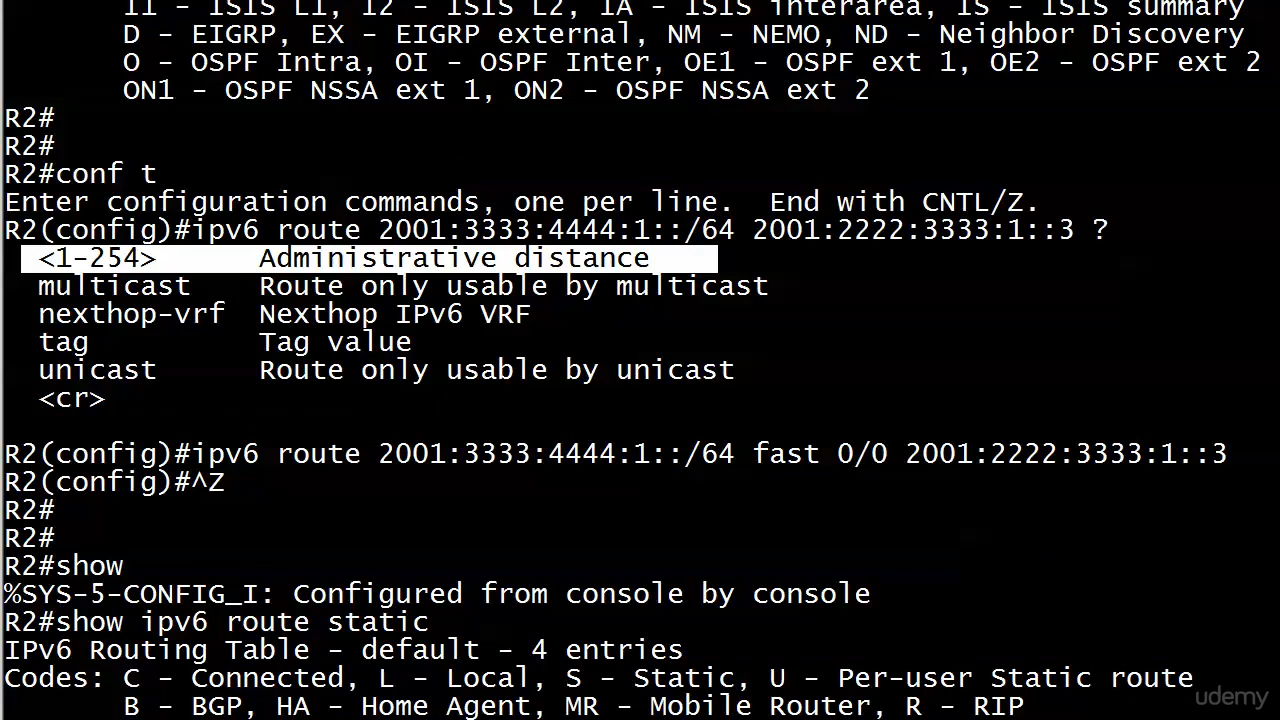 I1 - ISIS L1, I2 - ISIS L2, IA - ISIS interarea, IS - ISIS summary
D - EIGRP, EX - EIGRP external, NM - NEMO, ND - Neighbor Discovery
O - OSPF Intra, OI - OSPF Inter, OE1 - OSPF ext 1, OE2 - OSPF ext 2
ON1 - OSPF NSSA ext 1, ON2 - OSPF NSSA ext 2
R2#
R2#
R2#conf t
Enter configuration commands, one per line.  End with CNTL/Z.
R2(config)#ipv6 route 2001:3333:4444:1::/64 2001:2222:3333:1::3 ?
<1-254> Administrative distance
multicast Route only usable by multicast
nexthop-vrf Nexthop IPv6 VRF
tag Tag value
unicast Route only usable by unicast
<cr>
R2(config)#ipv6 route 2001:3333:4444:1::/64 fast 0/0 2001:2222:3333:1::3
R2(config)#^Z
R2#
R2#
R2#show
%SYS-5-CONFIG_I: Configured from console by console
R2#show ipv6 route static
IPv6 Routing Table - default - 4 entries
Codes: C - Connected, L - Local, S - Static, U - Per-user Static route
B - BGP, HA - Home Agent, MR - Mobile Router, R - RIP
udemy